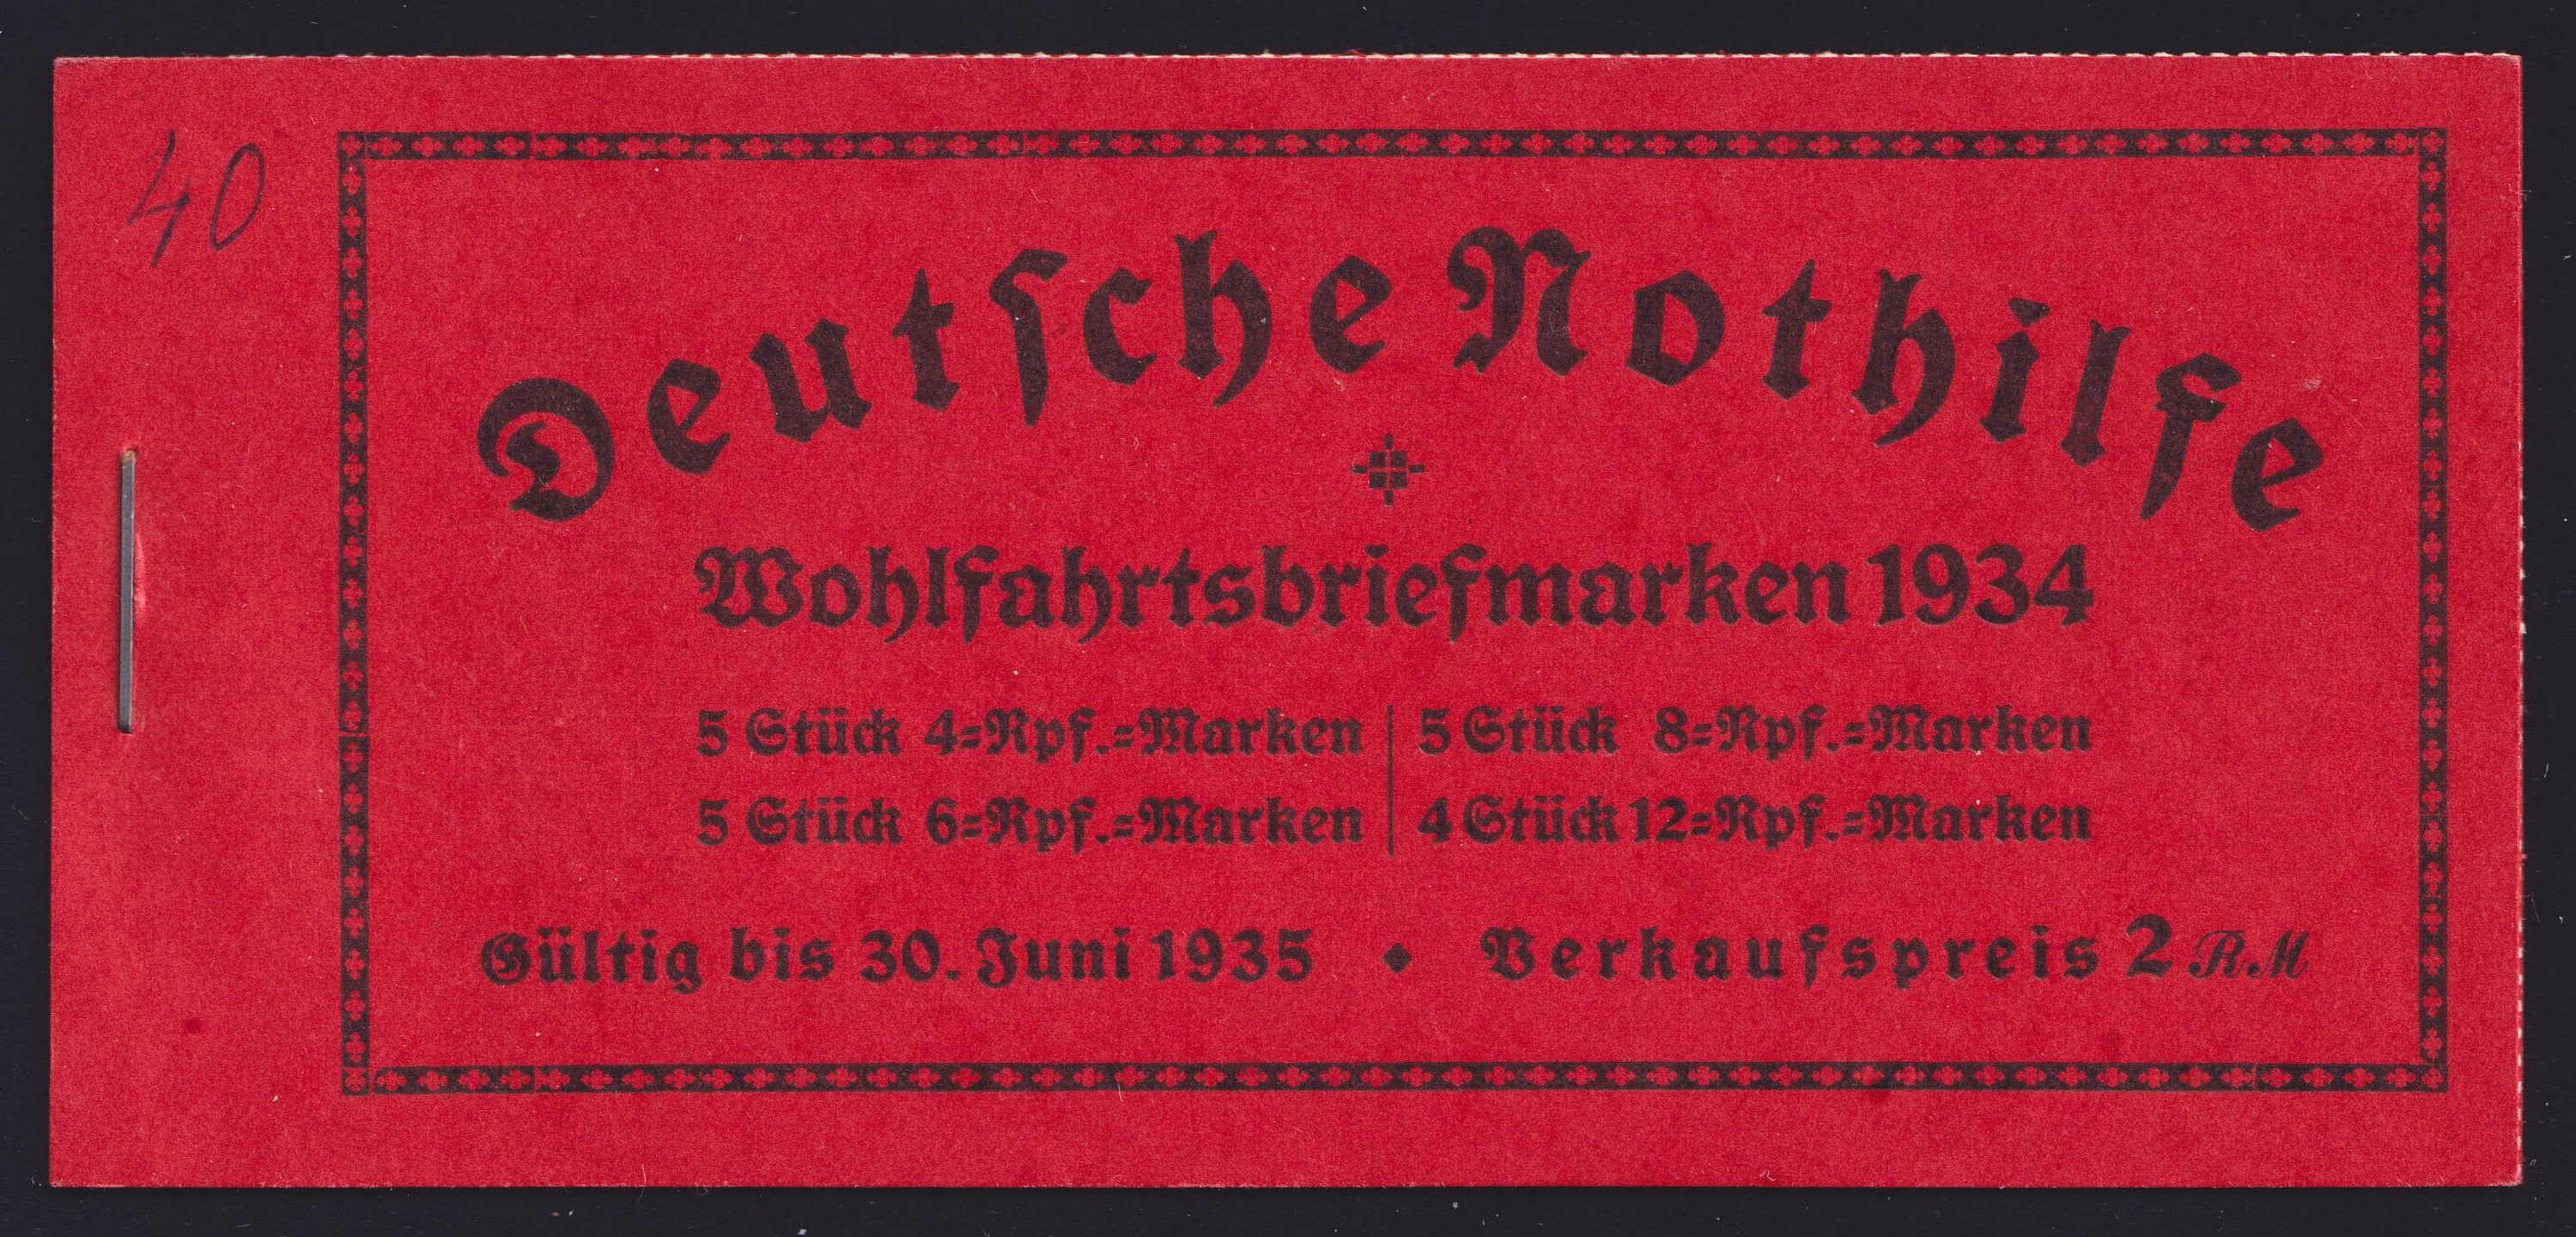 40
Deutſche Nothilfe
Wohlfahrtsbriefmarken 1934
5 Stück 4=Rpf.=Marken | 5 Stück 8=Rpf.=Marken
5 Stück 6=Rpf.=Marken | 4 Stück 12=Rpf.=Marken
Gültig bis 30. Juni 1935 ◆ Verkaufspreis 2 RM